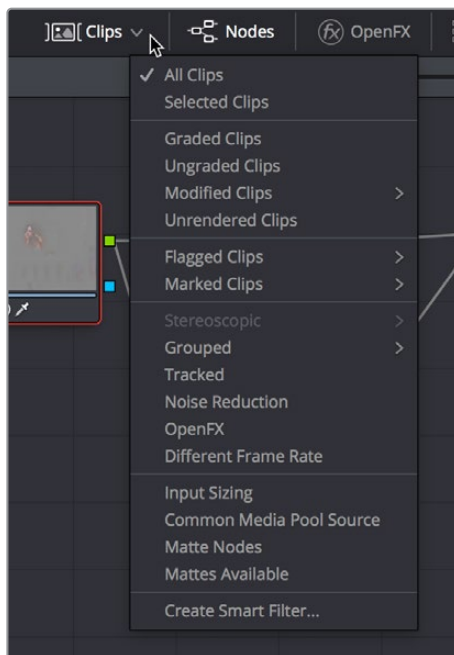 Clips Nodes fx OpenFX
All Clips
Selected Clips
Graded Clips
Ungraded Clips
Modified Clips
Unrendered Clips
Flagged Clips
Marked Clips
Stereoscopic
Grouped
Tracked
Noise Reduction
OpenFX
Different Frame Rate
Input Sizing
Common Media Pool Source
Matte Nodes
Mattes Available
Create Smart Filter...